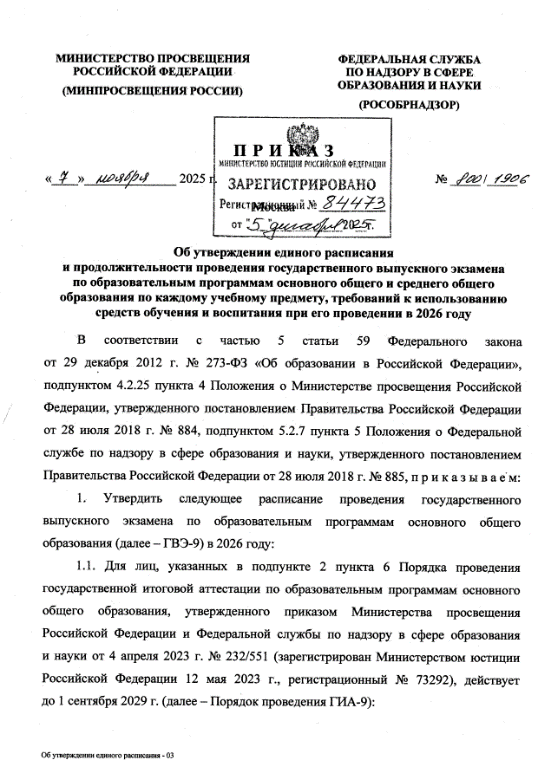 МИНИСТЕРСТВО ПРОСВЕЩЕНИЯ
РОССИЙСКОЙ ФЕДЕРАЦИИ
(МИНПРОСВЕЩЕНИЯ РОССИИ)
ФЕДЕРАЛЬНАЯ СЛУЖБА
ПО НАДЗОРУ В СФЕРЕ
ОБРАЗОВАНИЯ И НАУКИ
(РОСОБРНАДЗОР)
ПРИКАЗ
МИНИСТЕРСТВО ЮСТИЦИИ РОССИЙСКОЙ ФЕДЕРАЦИИ
ЗАРЕГИСТРИРОВАНО
Регистрационный № 84473
Москва
от "5" декабря 2025г.
« 7 » ноября 2025 г.
№ 800/1906
Об утверждении единого расписания
и продолжительности проведения государственного выпускного экзамена
по образовательным программам основного общего и среднего общего
образования по каждому учебному предмету, требований к использованию
средств обучения и воспитания при его проведении в 2026 году
В соответствии с частью 5 статьи 59 Федерального закона
от 29 декабря 2012 г. № 273-ФЗ «Об образовании в Российской Федерации»,
подпунктом 4.2.25 пункта 4 Положения о Министерстве просвещения Российской
Федерации, утвержденного постановлением Правительства Российской Федерации
от 28 июля 2018 г. № 884, подпунктом 5.2.7 пункта 5 Положения о Федеральной
службе по надзору в сфере образования и науки, утвержденного постановлением
Правительства Российской Федерации от 28 июля 2018 г. № 885, п р и к а з ы в а е м:
1. Утвердить следующее расписание проведения государственного
выпускного экзамена по образовательным программам основного общего
образования (далее – ГВЭ-9) в 2026 году:
1.1. Для лиц, указанных в подпункте 2 пункта 6 Порядка проведения
государственной итоговой аттестации по образовательным программам основного
общего образования, утвержденного приказом Министерства просвещения
Российской Федерации и Федеральной службы по надзору в сфере образования
и науки от 4 апреля 2023 г. № 232/551 (зарегистрирован Министерством юстиции
Российской Федерации 12 мая 2023 г., регистрационный № 73292), действует
до 1 сентября 2029 г. (далее – Порядок проведения ГИА-9):
Об утверждении единого расписания - 03